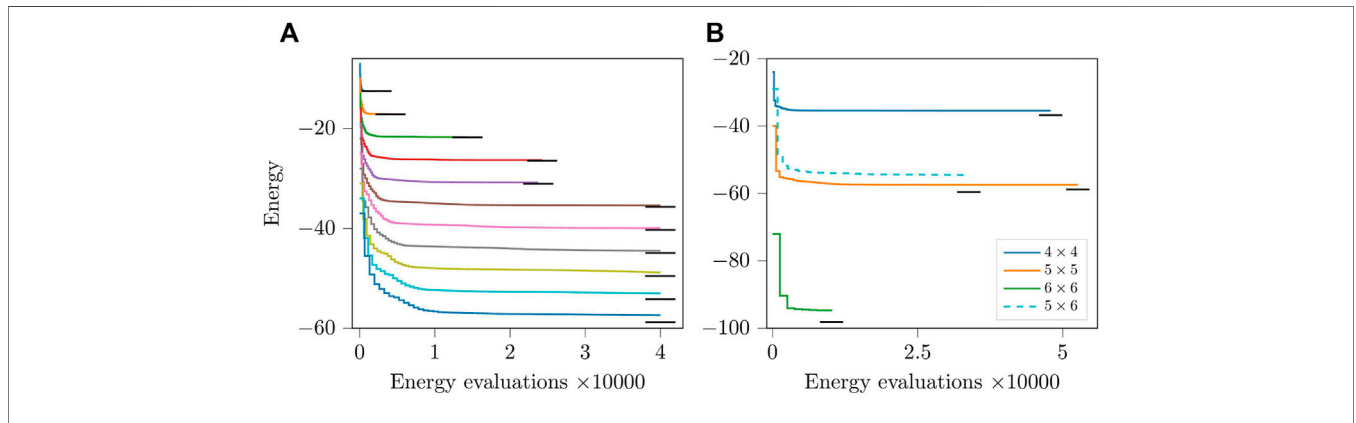 A
B
Energy
−20
−40
−60
0
1
2
3
4
Energy evaluations ×10000
−20
−40
−60
−80
−100
0
2.5
5
Energy evaluations ×10000
4 × 4
5 × 5
6 × 6
5 × 6